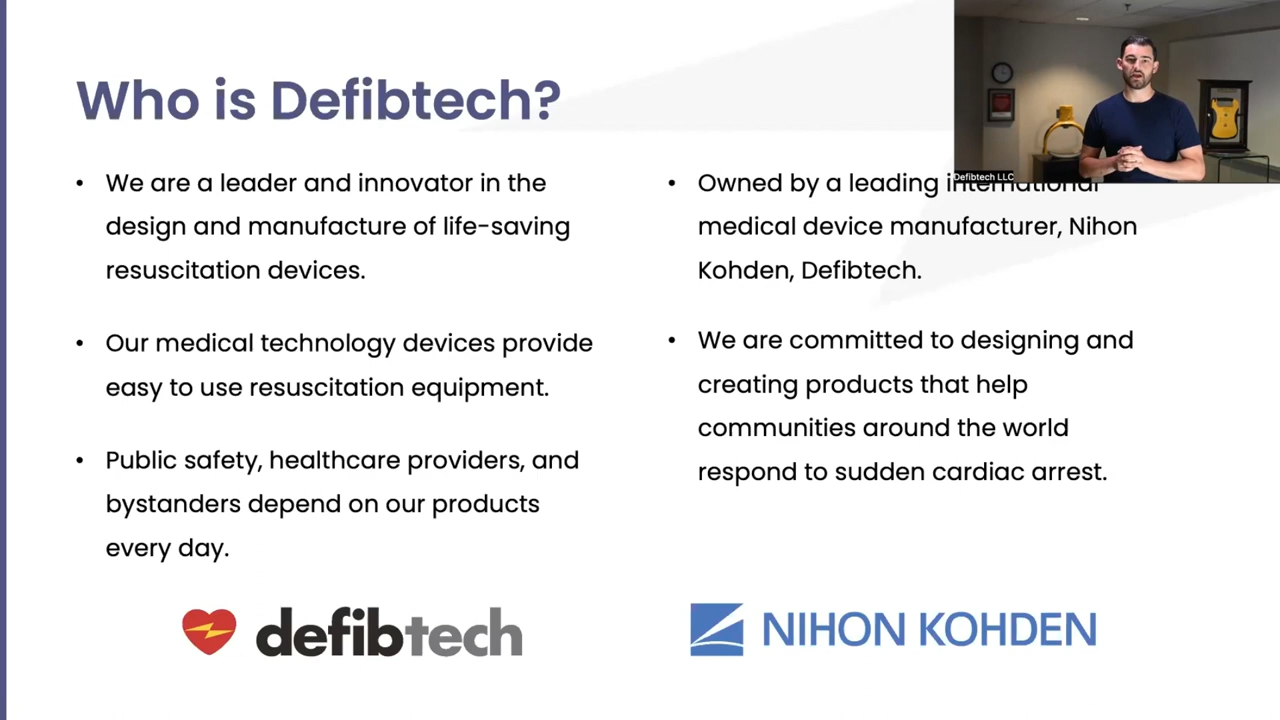 Who is Defibtech?
• We are a leader and innovator in the
design and manufacture of life-saving
resuscitation devices.
• Our medical technology devices provide
easy to use resuscitation equipment.
• Public safety, healthcare providers, and
bystanders depend on our products
every day.
• Owned by a leading international
medical device manufacturer, Nihon
Kohden, Defibtech.
• We are committed to designing and
creating products that help
communities around the world
respond to sudden cardiac arrest.
Defibtech LLC
defibtech
NIHON KOHDEN